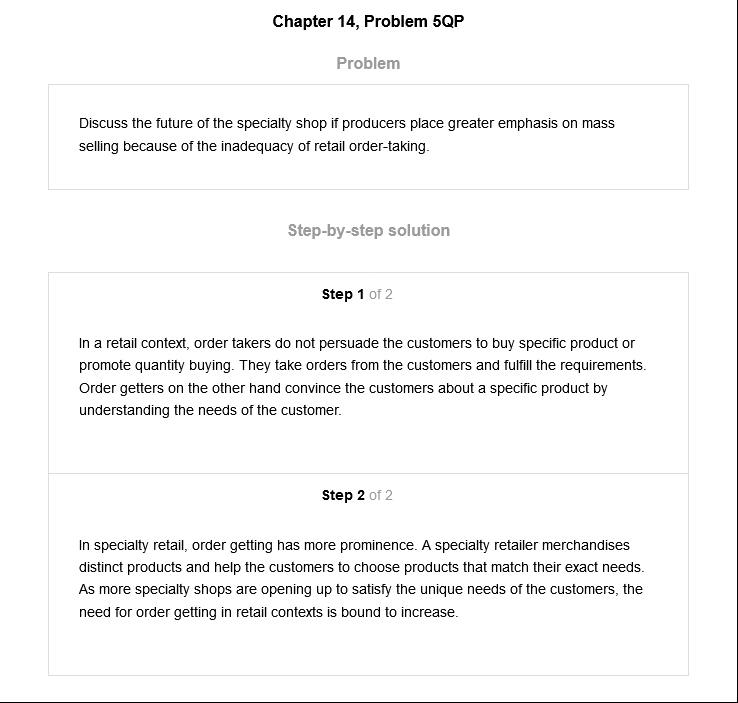 Chapter 14, Problem 5QP
Problem
Discuss the future of the specialty shop if producers place greater emphasis on mass
selling because of the inadequacy of retail order-taking.
Step-by-step solution
Step 1 of 2
In a retail context, order takers do not persuade the customers to buy specific product or
promote quantity buying. They take orders from the customers and fulfill the requirements.
Order getters on the other hand convince the customers about a specific product by
understanding the needs of the customer.
Step 2 of 2
In specialty retail, order getting has more prominence. A specialty retailer merchandises
distinct products and help the customers to choose products that match their exact needs.
As more specialty shops are opening up to satisfy the unique needs of the customers, the
need for order getting in retail contexts is bound to increase.